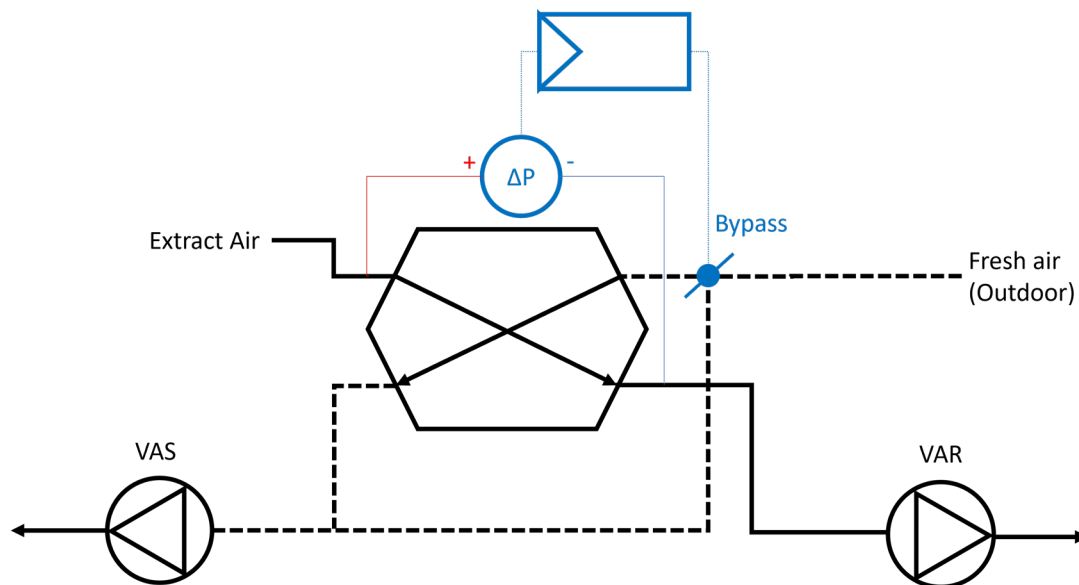 +
ΔP
-
Extract Air
Bypass
Fresh air
(Outdoor)
VAS
VAR